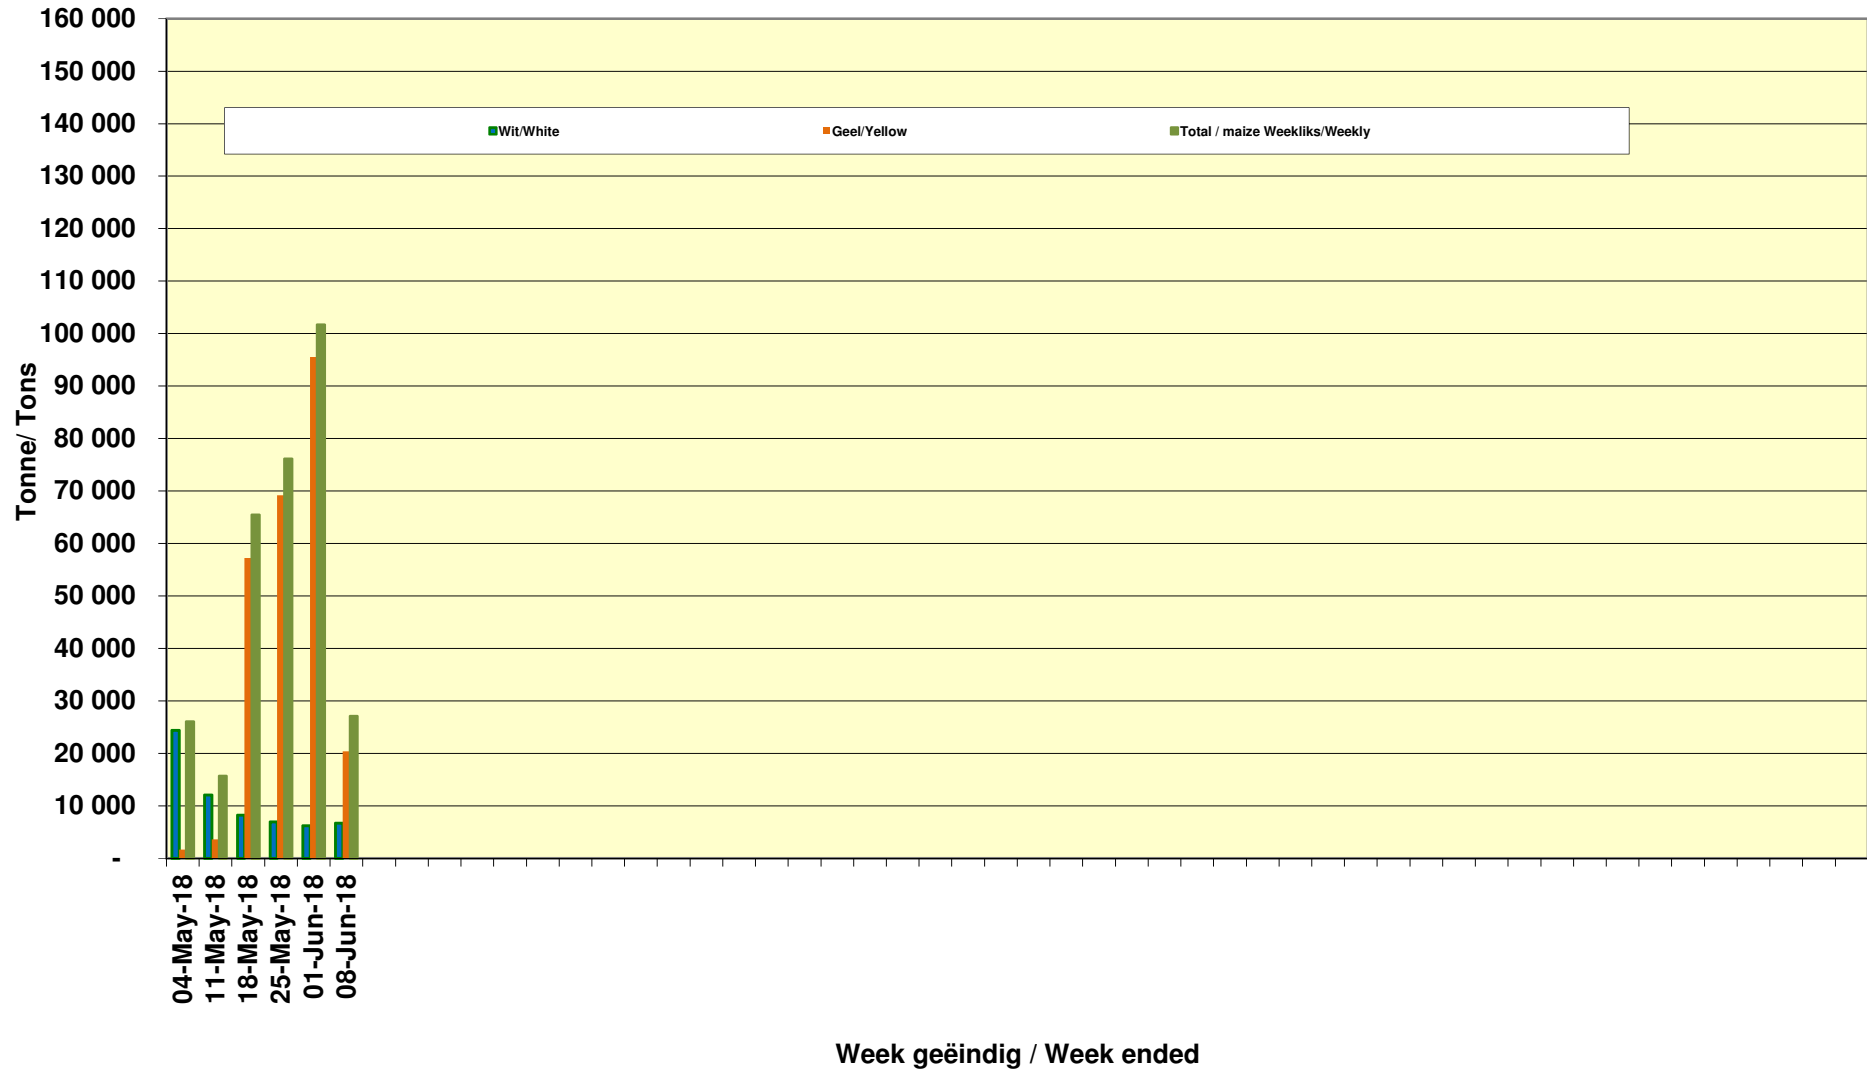 160 000
150 000
140 000
130 000
120 000
110 000
100 000
90 000
80 000
70 000
60 000
50 000
40 000
30 000
20 000
10 000
-
Tonne/ Tons
Wit/White Geel/Yellow Total / maize Weekliks/Weekly
04-May-18
11-May-18
18-May-18
25-May-18
01-Jun-18
08-Jun-18
Week geëindig / Week ended